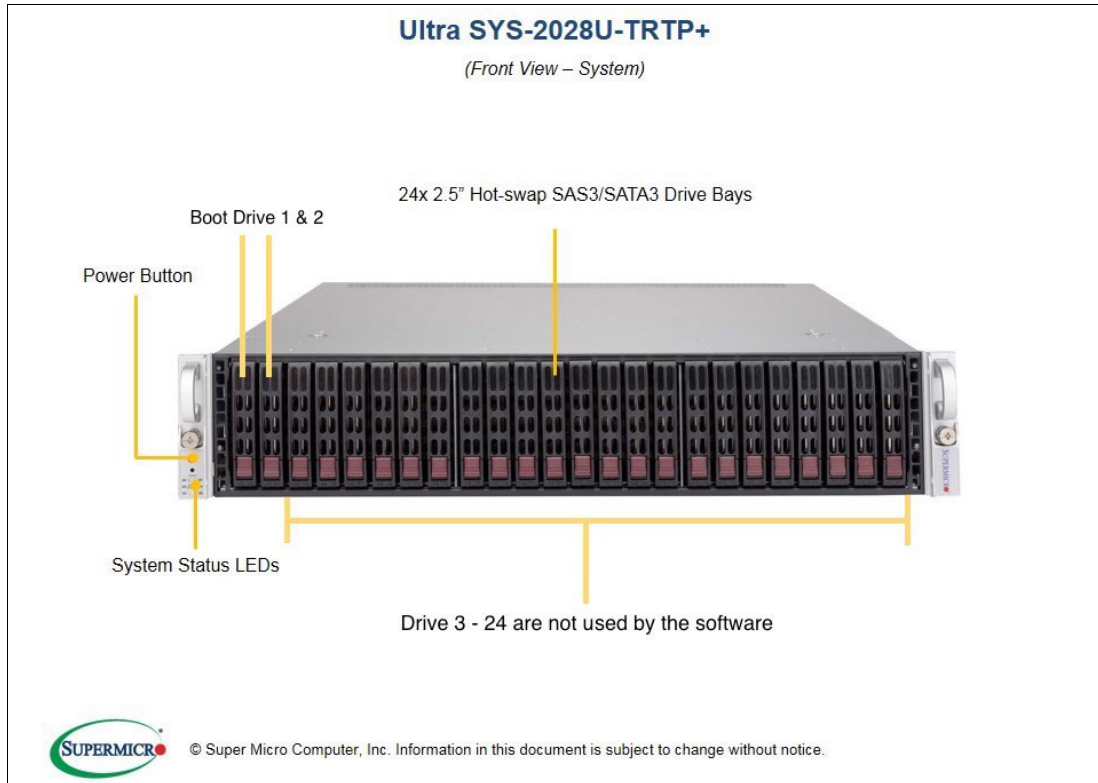 Ultra SYS-2028U-TRTP+
(Front View – System)
24x 2.5” Hot-swap SAS3/SATA3 Drive Bays
Boot Drive 1 & 2
Power Button
SUPERMICR
System Status LEDs
Drive 3 - 24 are not used by the software
SUPERMICR
© Super Micro Computer, Inc. Information in this document is subject to change without notice.